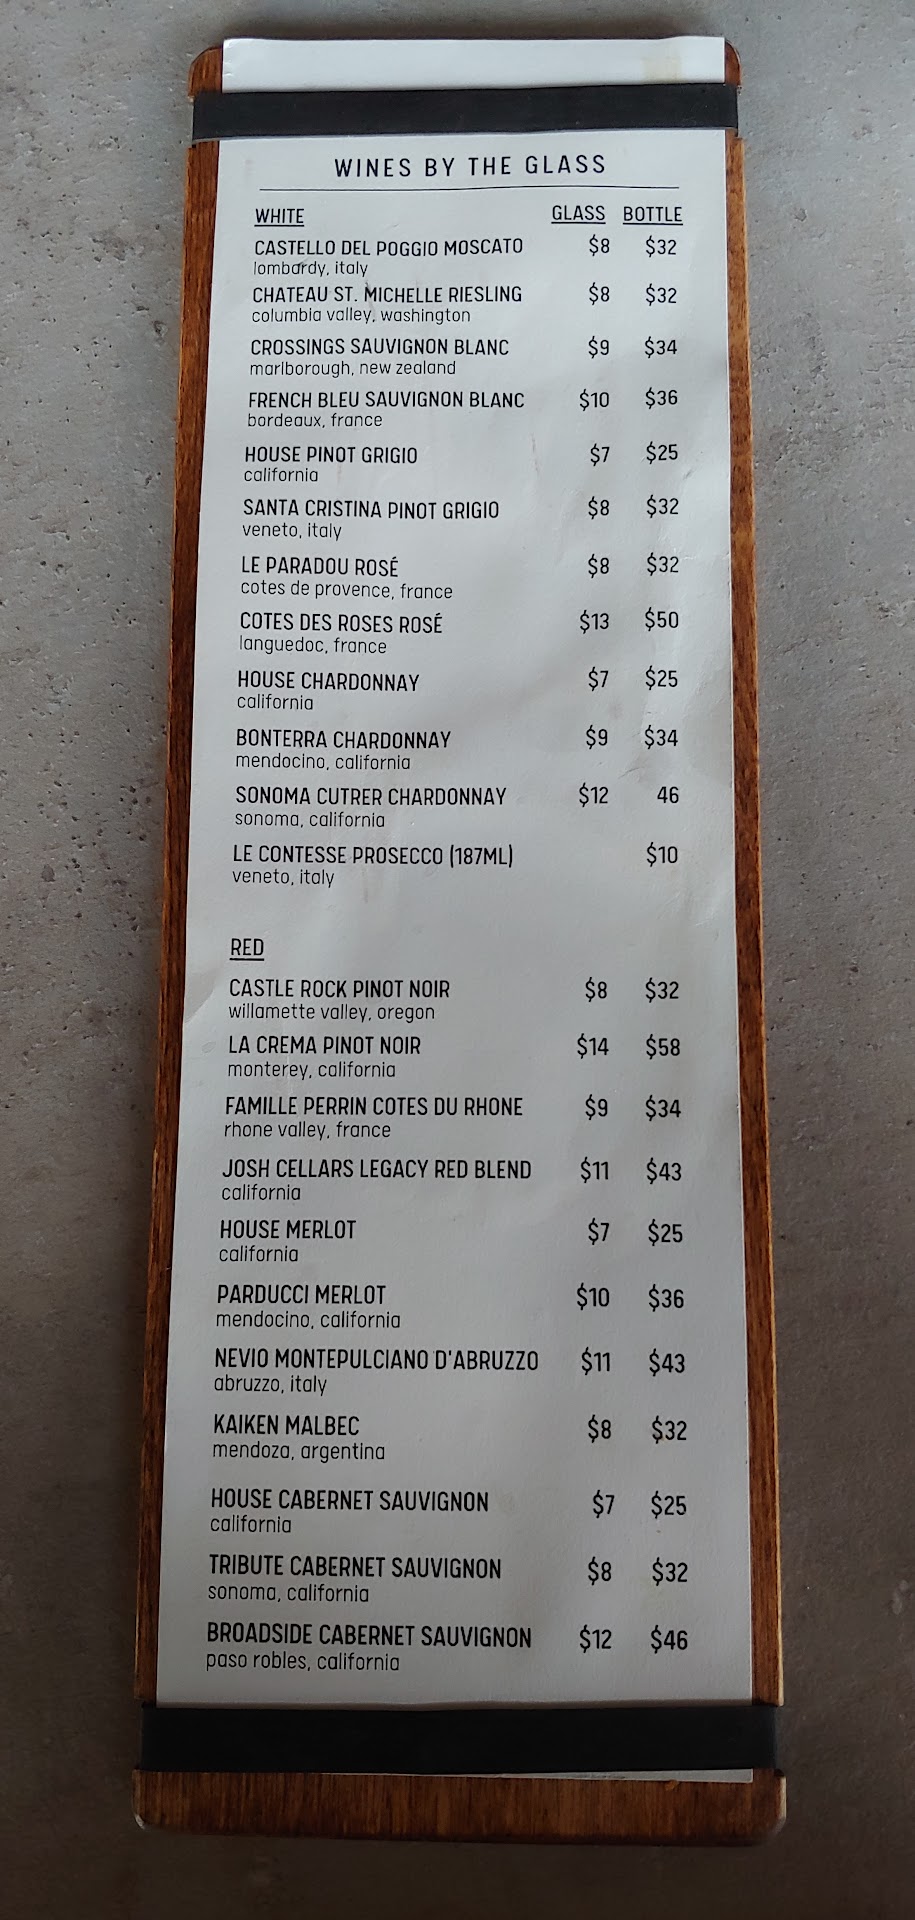 WINES BY THE GLASS
WHITE GLASS BOTTLE
CASTELLO DEL POGGIO MOSCATO $8 $32
lombardy, italy
CHATEAU ST. MICHELLE RIESLING $8 $32
columbia valley, washington
CROSSINGS SAUVIGNON BLANC $9 $34
marlborough, new zealand
FRENCH BLEU SAUVIGNON BLANC $10 $36
bordeaux, france
HOUSE PINOT GRIGIO $7 $25
california
SANTA CRISTINA PINOT GRIGIO $8 $32
veneto, italy
LE PARADOU ROSÉ $8 $32
cotes de provence, france
COTES DES ROSES ROSÉ $13 $50
languedoc, france
HOUSE CHARDONNAY $7 $25
california
BONTERRA CHARDONNAY $9 $34
mendocino, california
SONOMA CUTRER CHARDONNAY $12 46
sonoma, california
LE CONTESSE PROSECCO (187ML) $10
veneto, italy
RED
CASTLE ROCK PINOT NOIR $8 $32
willamette valley, oregon
LA CREMA PINOT NOIR $14 $58
monterey, california
FAMILLE PERRIN COTES DU RHONE $9 $34
rhone valley, france
JOSH CELLARS LEGACY RED BLEND $11 $43
california
HOUSE MERLOT $7 $25
california
PARDUCCI MERLOT $10 $36
mendocino, california
NEVIO MONTEPULCIANO D'ABRUZZO $11 $43
abruzzo, italy
KAIKEN MALBEC $8 $32
mendoza, argentina
HOUSE CABERNET SAUVIGNON $7 $25
california
TRIBUTE CABERNET SAUVIGNON $8 $32
sonoma, california
BROADSIDE CABERNET SAUVIGNON $12 $46
paso robles, california